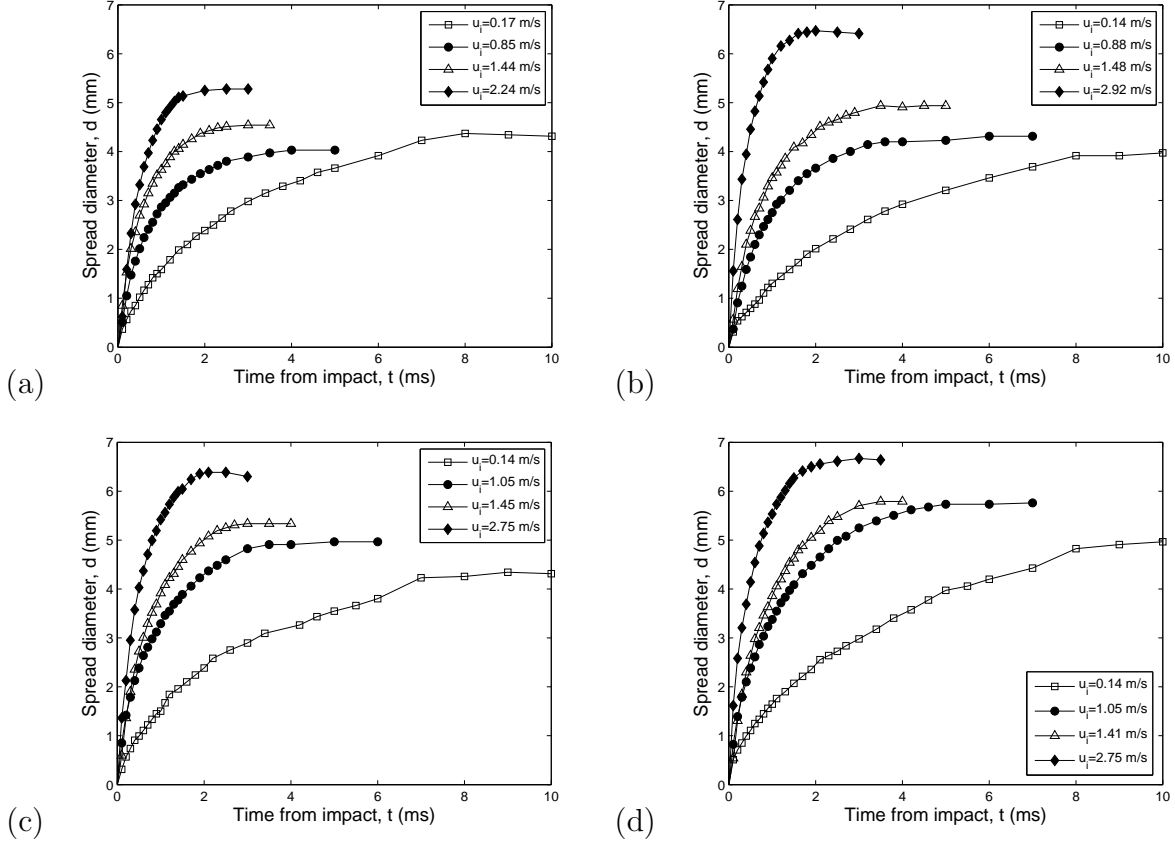 7
6
5
4
3
2
1
0
Spread diameter, d (mm)
u_i=0.17 m/s
u_i=0.85 m/s
u_i=1.44 m/s
u_i=2.24 m/s
0 2 4 6 8 10
Time from impact, t (ms)
(a)
7
6
5
4
3
2
1
0
Spread diameter, d (mm)
u_i=0.14 m/s
u_i=0.88 m/s
u_i=1.48 m/s
u_i=2.92 m/s
0 2 4 6 8 10
Time from impact, t (ms)
(b)
7
6
5
4
3
2
1
0
Spread diameter, d (mm)
u_i=0.14 m/s
u_i=1.05 m/s
u_i=1.45 m/s
u_i=2.75 m/s
0 2 4 6 8 10
Time from impact, t (ms)
(c)
7
6
5
4
3
2
1
0
Spread diameter, d (mm)
u_i=0.14 m/s
u_i=1.05 m/s
u_i=1.41 m/s
u_i=2.75 m/s
0 2 4 6 8 10
Time from impact, t (ms)
(d)